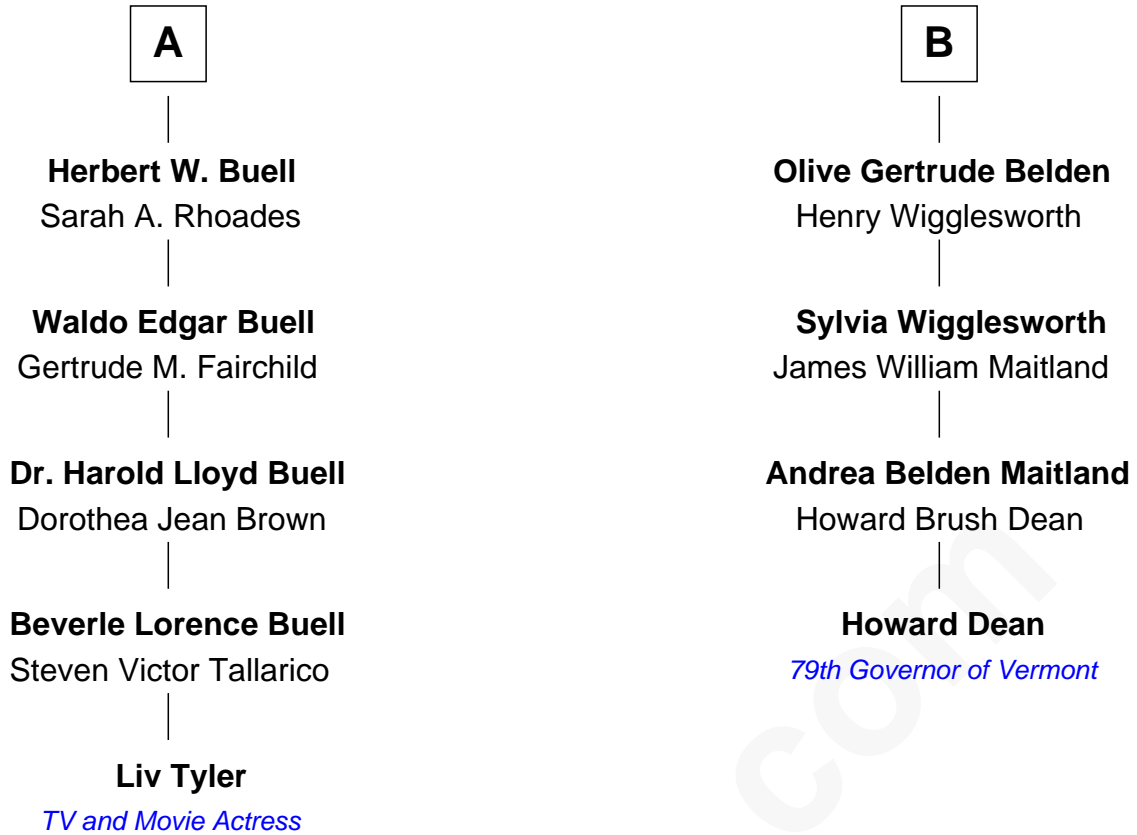 A
Herbert W. Buell
Sarah A. Rhoades
Waldo Edgar Buell
Gertrude M. Fairchild
Dr. Harold Lloyd Buell
Dorothea Jean Brown
Beverle Lorence Buell
Steven Victor Tallarico
Liv Tyler
TV and Movie Actress
B
Olive Gertrude Belden
Henry Wigglesworth
Sylvia Wigglesworth
James William Maitland
Andrea Belden Maitland
Howard Brush Dean
Howard Dean
79th Governor of Vermont
com